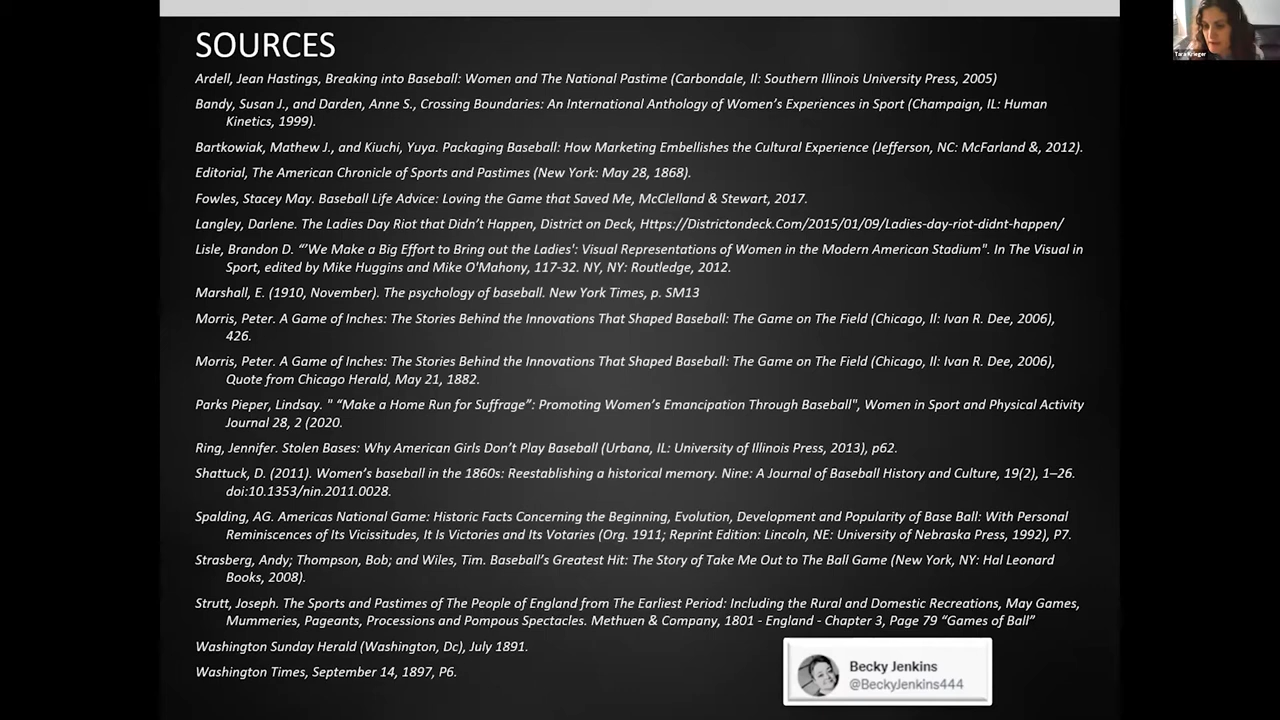 SOURCES
Ardell, Jean Hastings, Breaking into Baseball: Women and The National Pastime (Carbondale, Il: Southern Illinois University Press, 2005)
Bandy, Susan J., and Darden, Anne S., Crossing Boundaries: An International Anthology of Women’s Experiences in Sport (Champaign, IL: Human
Kinetics, 1999).
Bartkowiak, Mathew J., and Kiuchi, Yuya. Packaging Baseball: How Marketing Embellishes the Cultural Experience (Jefferson, NC: McFarland &, 2012).
Editorial, The American Chronicle of Sports and Pastimes (New York: May 28, 1868).
Fowles, Stacey May. Baseball Life Advice: Loving the Game that Saved Me, McClelland & Stewart, 2017.
Langley, Darlene. The Ladies Day Riot that Didn’t Happen, District on Deck, Https://Districtondeck.Com/2015/01/09/Ladies-day-riot-didnt-happen/
Lisle, Brandon D. “'We Make a Big Effort to Bring out the Ladies': Visual Representations of Women in the Modern American Stadium". In The Visual in
Sport, edited by Mike Huggins and Mike O'Mahony, 117-32. NY, NY: Routledge, 2012.
Marshall, E. (1910, November). The psychology of baseball. New York Times, p. SM13
Morris, Peter. A Game of Inches: The Stories Behind the Innovations That Shaped Baseball: The Game on The Field (Chicago, Il: Ivan R. Dee, 2006),
426.
Morris, Peter. A Game of Inches: The Stories Behind the Innovations That Shaped Baseball: The Game on The Field (Chicago, Il: Ivan R. Dee, 2006),
Quote from Chicago Herald, May 21, 1882.
Parks Pieper, Lindsay. " “Make a Home Run for Suffrage”: Promoting Women’s Emancipation Through Baseball", Women in Sport and Physical Activity
Journal 28, 2 (2020.
Ring, Jennifer. Stolen Bases: Why American Girls Don’t Play Baseball (Urbana, IL: University of Illinois Press, 2013), p62.
Shattuck, D. (2011). Women’s baseball in the 1860s: Reestablishing a historical memory. Nine: A Journal of Baseball History and Culture, 19(2), 1–26.
doi:10.1353/nin.2011.0028.
Spalding, AG. Americas National Game: Historic Facts Concerning the Beginning, Evolution, Development and Popularity of Base Ball: With Personal
Reminiscences of Its Vicissitudes, It Is Victories and Its Votaries (Org. 1911; Reprint Edition: Lincoln, NE: University of Nebraska Press, 1992), P7.
Strasberg, Andy; Thompson, Bob; and Wiles, Tim. Baseball’s Greatest Hit: The Story of Take Me Out to The Ball Game (New York, NY: Hal Leonard
Books, 2008).
Strutt, Joseph. The Sports and Pastimes of The People of England from The Earliest Period: Including the Rural and Domestic Recreations, May Games,
Mummeries, Pageants, Processions and Pompous Spectacles. Methuen & Company, 1801 - England - Chapter 3, Page 79 “Games of Ball”
Washington Sunday Herald (Washington, Dc), July 1891.
Washington Times, September 14, 1897, P6.
Becky Jenkins
@BeckyJenkins444
Tara Krieger